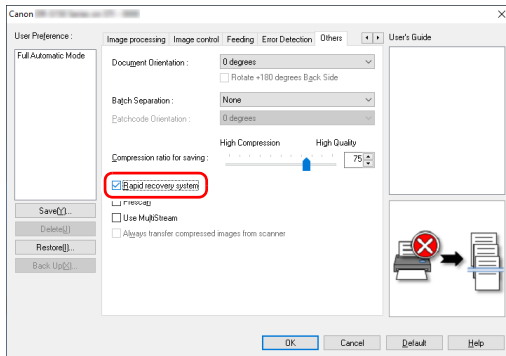 Canon
User Preference :
Full Automatic Mode
Save(Y)...
Delete(J)
Restore(I)...
Back Up(X)...
Image processing Image control Feeding Error Detection Others
Document Orientation :
0 degrees
Rotate +180 degrees Back Side
Batch Separation :
None
Patchcode Orientation :
0 degrees
High Compression High Quality
Compression ratio for saving :
75
Rapid recovery system
Prescan
Use MultiStream
Always transfer compressed images from scanner
User's Guide
OK Cancel Default Help